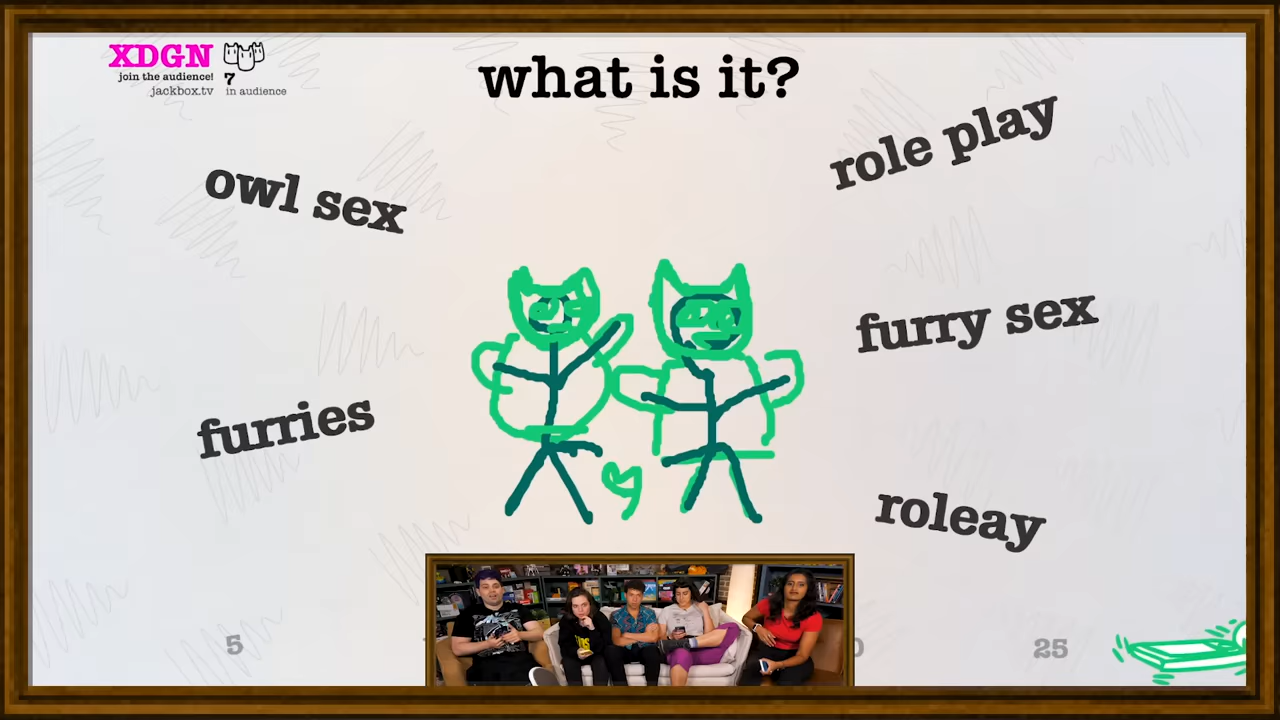 XDGN
join the audience!
jackbox.tv
7
in audience
what is it?
owl sex
role play
furry sex
furries
roleay
5
25